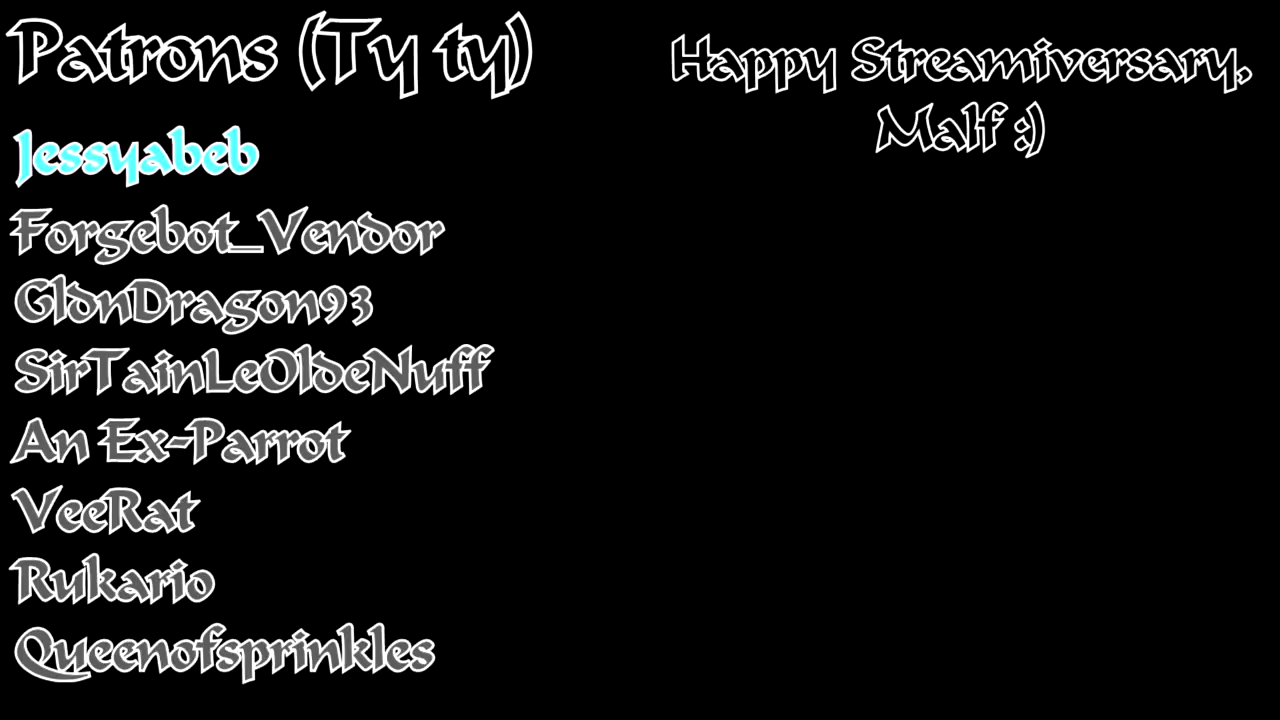 Patrons (Ty ty)
Jessyabeb
Forgebot_Vendor
GldnDragon93
SirTainLeOldeNuff
An Ex-Parrot
VeeRat
Rukario
Queenofsprinkles
Happy Streamiversary,
Malf :)